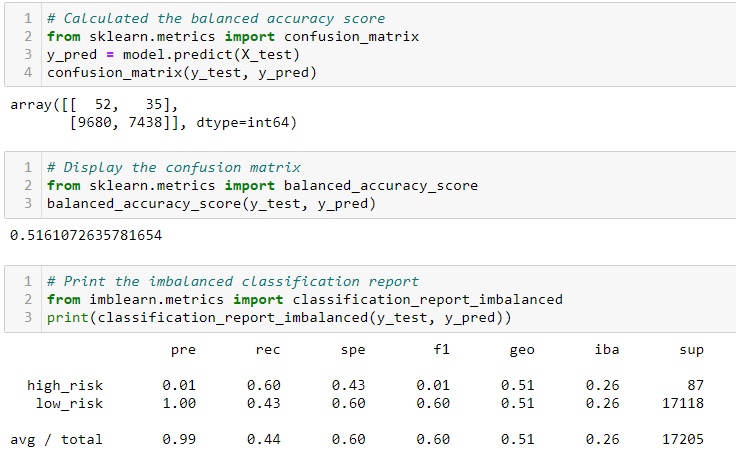 1 # Calculated the balanced accuracy score
2 from sklearn.metrics import confusion_matrix
3 y_pred = model.predict(X_test)
4 confusion_matrix(y_test, y_pred)
array([[  52,   35],
       [9680, 7438]], dtype=int64)
1 # Display the confusion matrix
2 from sklearn.metrics import balanced_accuracy_score
3 balanced_accuracy_score(y_test, y_pred)
0.5161072635781654
1 # Print the imbalanced classification report
2 from imblearn.metrics import classification_report_imbalanced
3 print(classification_report_imbalanced(y_test, y_pred))
pre rec spe f1 geo iba sup
high_risk 0.01 0.60 0.43 0.01 0.51 0.26 87
low_risk 1.00 0.43 0.60 0.60 0.51 0.26 17118
avg / total 0.99 0.44 0.60 0.60 0.51 0.26 17205